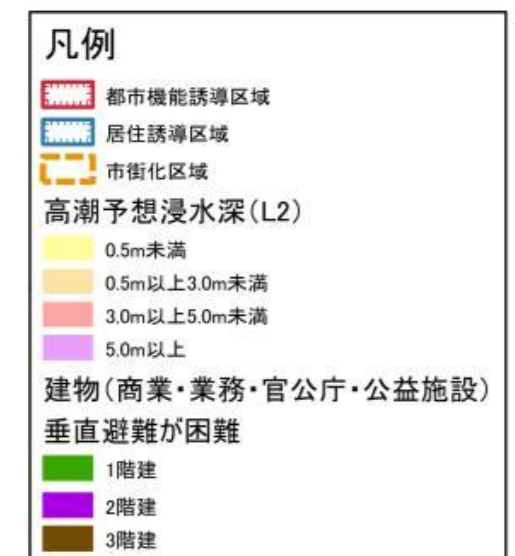 凡例
都市機能誘導区域
居住誘導区域
市街化区域
高潮予想浸水深(L2)
0.5m未満
0.5m以上3.0m未満
3.0m以上5.0m未満
5.0m以上
建物(商業・業務・官公庁・公益施設)
垂直避難が困難
1階建
2階建
3階建